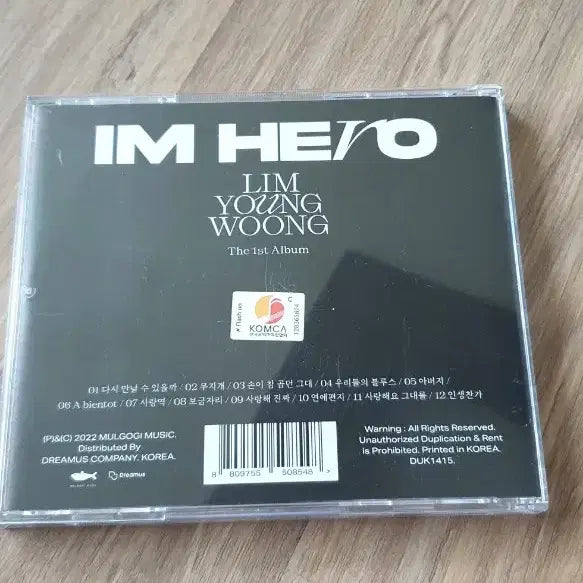 IM HErO
LIM
YOUNG
WOONG
The 1st Album
KOMCA
C
01 다시 만날 수 있을까 / 02 무지개 / 03 손이 참 곱던 그대 / 04 우리들의 블루스 / 05 아버지 /
06 A bientot / 07 사랑역 / 08 보금자리 / 09 사랑해 진짜 / 10 연애편지 / 11 사랑해요 그대를 / 12 인생찬가
(P)&(C) 2022 MULGOGI MUSIC.
Distributed By
DREAMUS COMPANY. KOREA.
Dreamus
8 809755 508548 >
Warning : All Rights Reserved.
Unauthorized Duplication & Rent
is Prohibited. Printed in KOREA.
DUK1415.